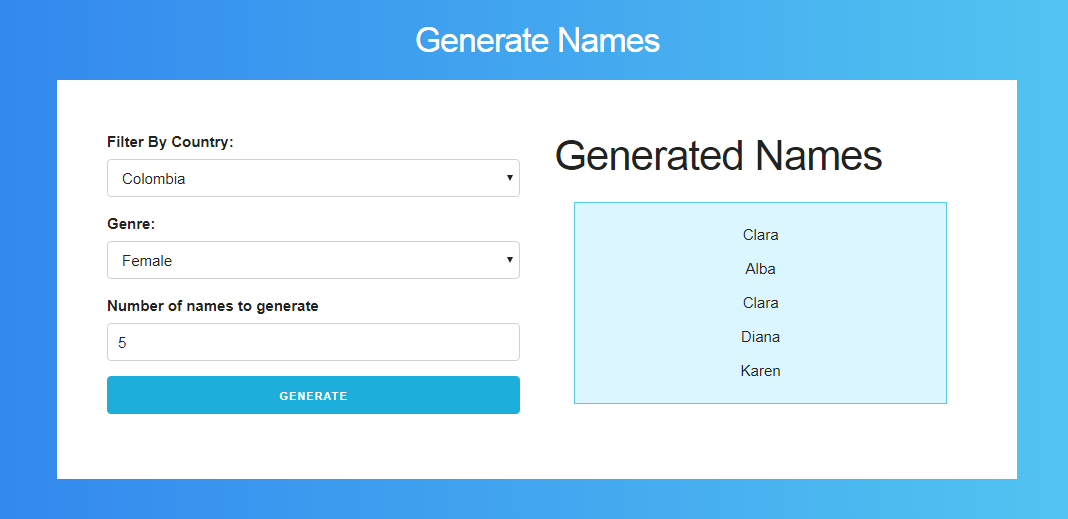 Generate Names
Filter By Country:
Colombia
Genre:
Female
Number of names to generate
5
GENERATE
Generated Names
Clara
Alba
Clara
Diana
Karen